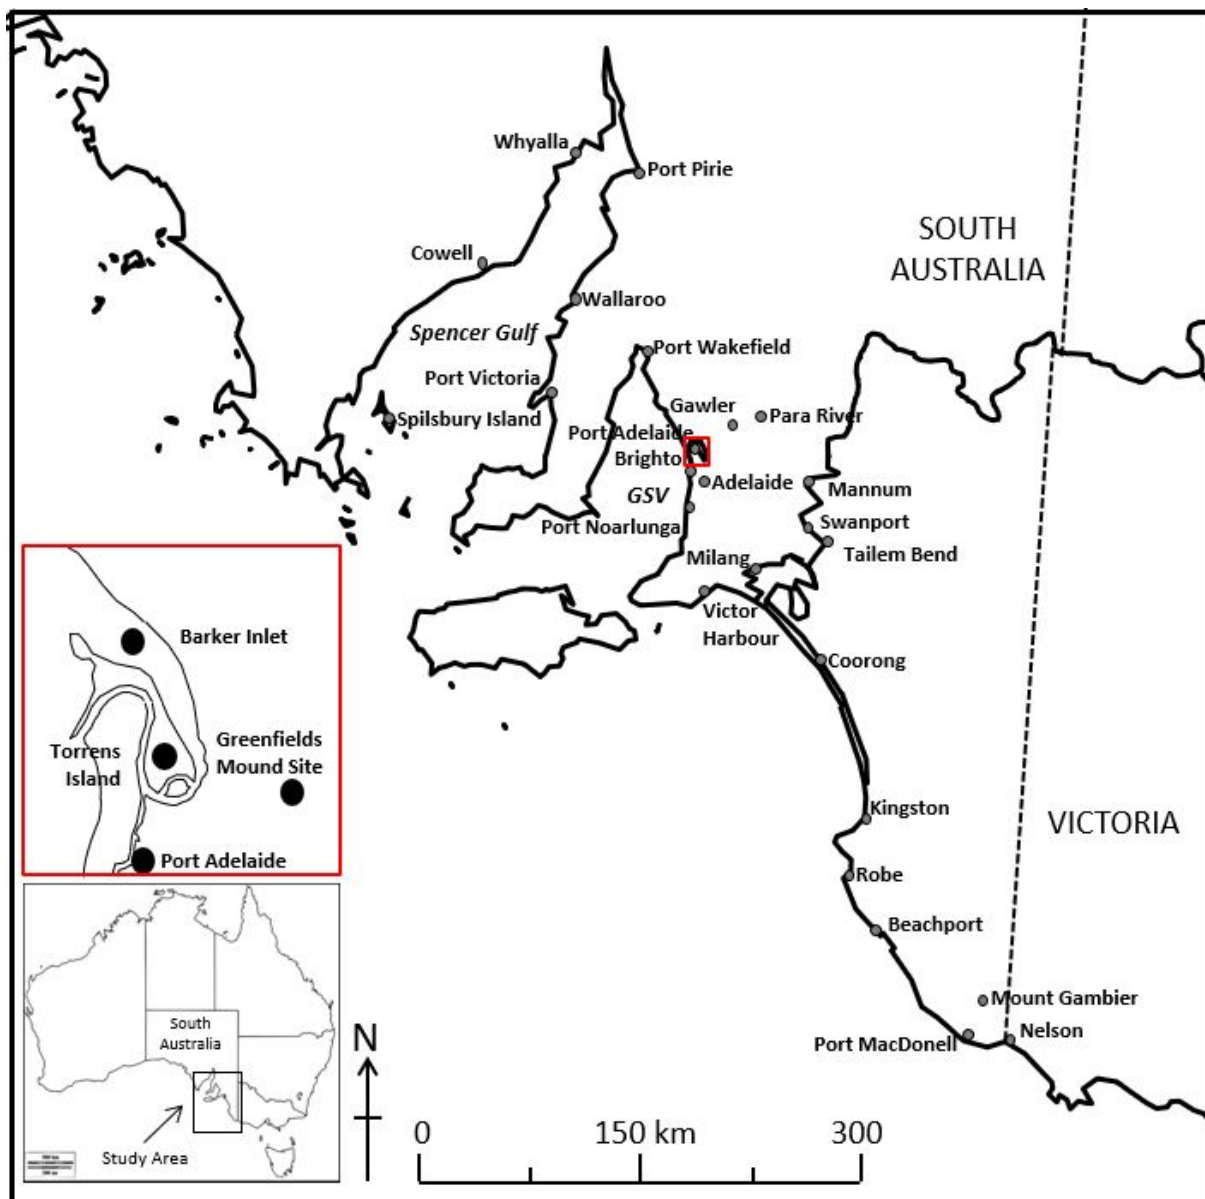 Whyalla
Port Pirie
SOUTH
AUSTRALIA
Cowell
Wallaroo
Spencer Gulf
Port Wakefield
Port Victoria
Gawler
Spilsbury Island
Para River
Port Adelaide
Brighto
Adelaide
Mannum
GSV
Port Noarlunga
Swanport
Tailem Bend
Milang
Victor
Harbour
Barker Inlet
Coorong
Torrens
Island
Greenfields
Mound Site
Kingston
VICTORIA
Port Adelaide
Robe
Beachport
Mount Gambier
South
Australia
N
Port MacDonell
Nelson
0 150 km 300
Study Area